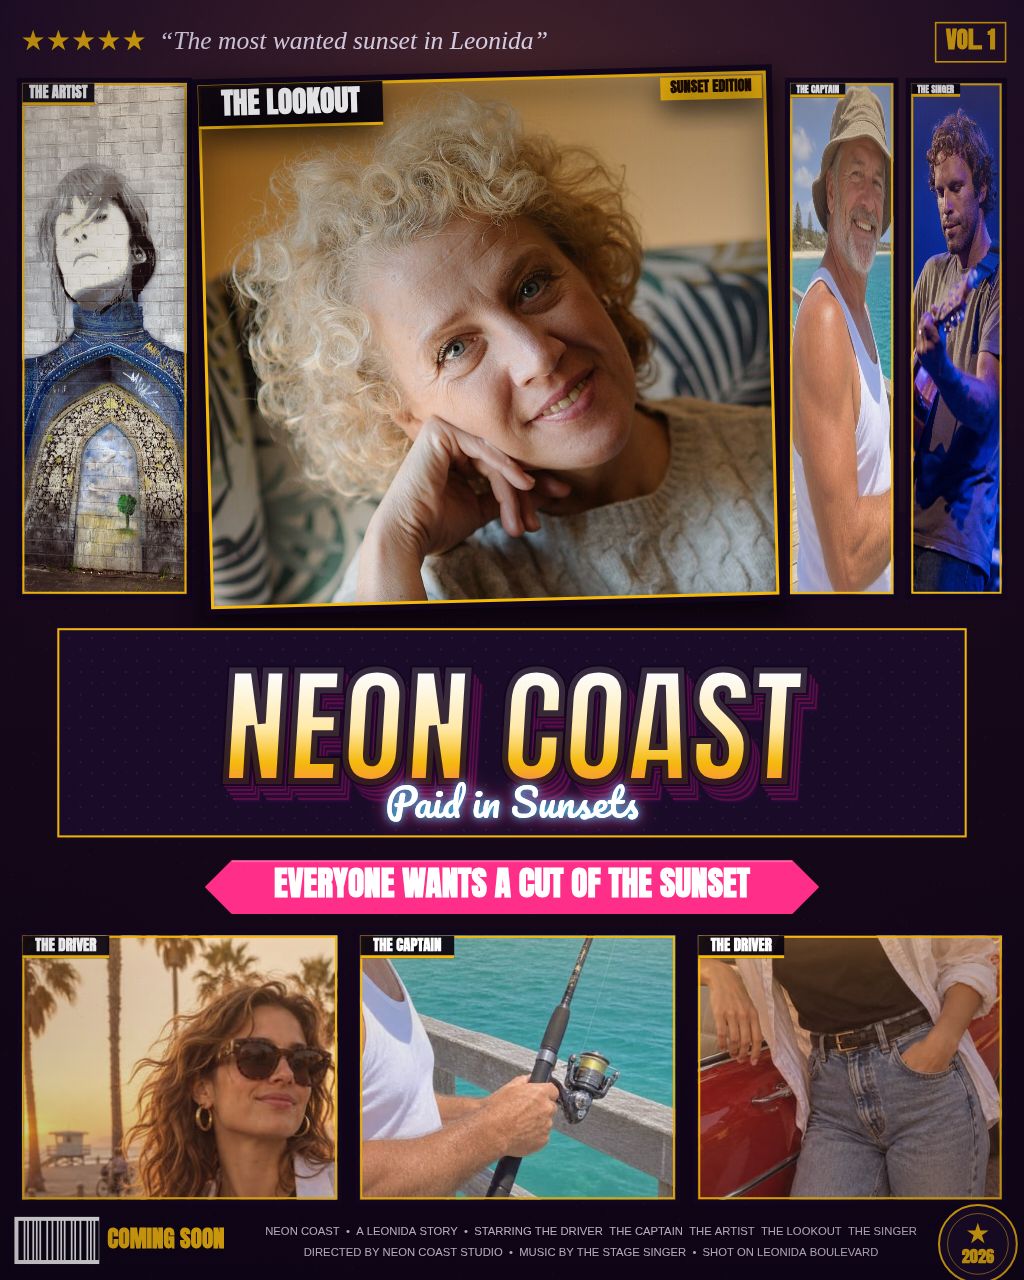 ★★★★★ “The most wanted sunset in Leonida”
VOL. 1
THE ARTIST
THE LOOKOUT
SUNSET EDITION
THE CAPTAIN
THE SINGER
NEON COAST
Paid in Sunsets
EVERYONE WANTS A CUT OF THE SUNSET
THE DRIVER
THE CAPTAIN
THE DRIVER
COMING SOON
NEON COAST • A LEONIDA STORY • STARRING THE DRIVER THE CAPTAIN THE ARTIST THE LOOKOUT THE SINGER
DIRECTED BY NEON COAST STUDIO • MUSIC BY THE STAGE SINGER • SHOT ON LEONIDA BOULEVARD
★
2026